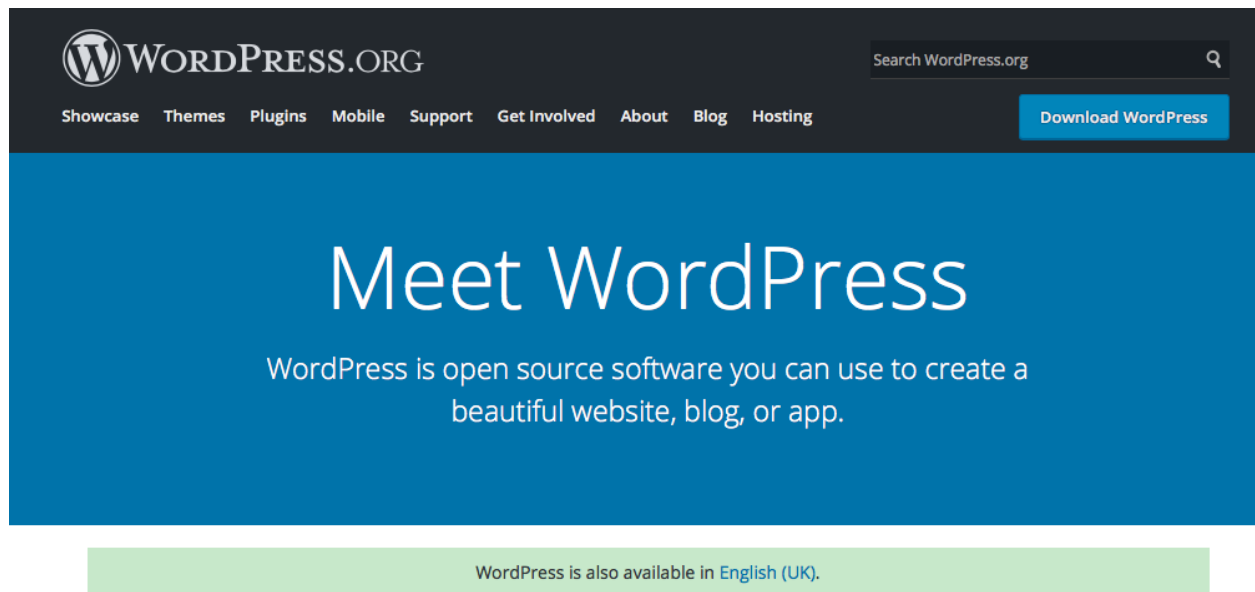 WORDPRESS.ORG
Search WordPress.org
Showcase Themes Plugins Mobile Support Get Involved About Blog Hosting
Download WordPress
Meet WordPress
WordPress is open source software you can use to create a
beautiful website, blog, or app.
WordPress is also available in English (UK).